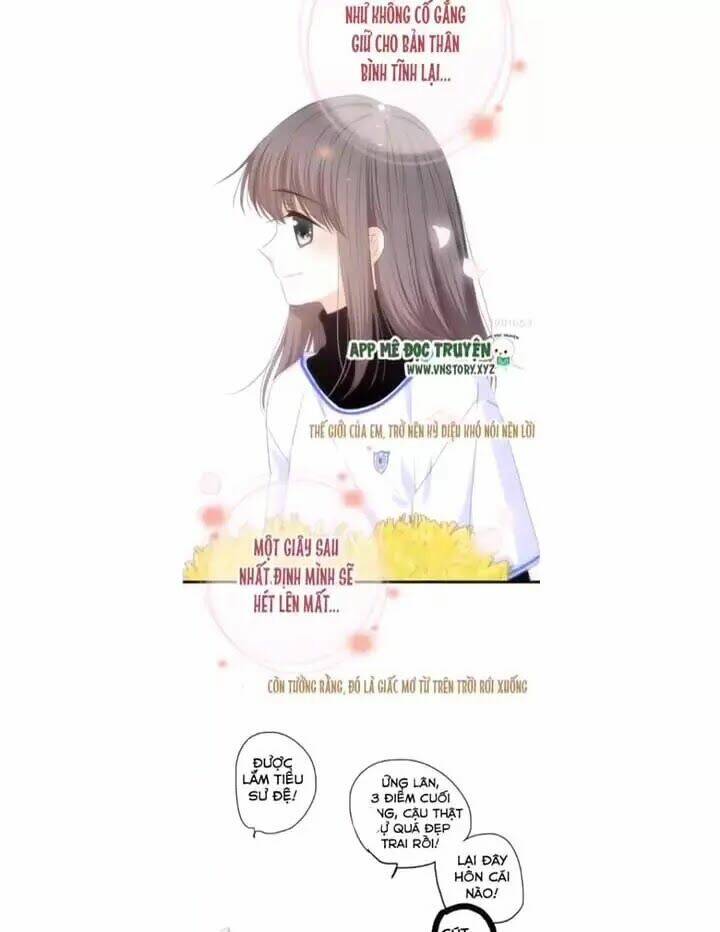 NHƯ KHÔNG CỐ GẮNG
GIỮ CHO BẢN THÂN
BÌNH TĨNH LẠI...
APP MÊ ĐỌC TRUYỆN
WWW.VNSTORY.XYZ
THẾ GIỚI CỦA EM, TRỞ NÊN KỲ DIỆU KHÓ NÓI NÊN LỜI
MỘT GIÂY SAU
NHẤT ĐỊNH MÌNH SẼ
HÉT LÊN MẤT...
CÒN TƯỞNG RẰNG, ĐÓ LÀ GIẤC MƠ TỪ TRÊN TRỜI RƠI XUỐNG
ĐƯỢC
LẮM TIỂU
SƯ ĐỆ!
ỨNG LÂN,
3 ĐIỂM CUỐI
NG, CẬU THẬT
Ự QUÁ ĐẸP
TRAI RỒI!
LẠI ĐÂY
HÔN CÁI
NÀO!